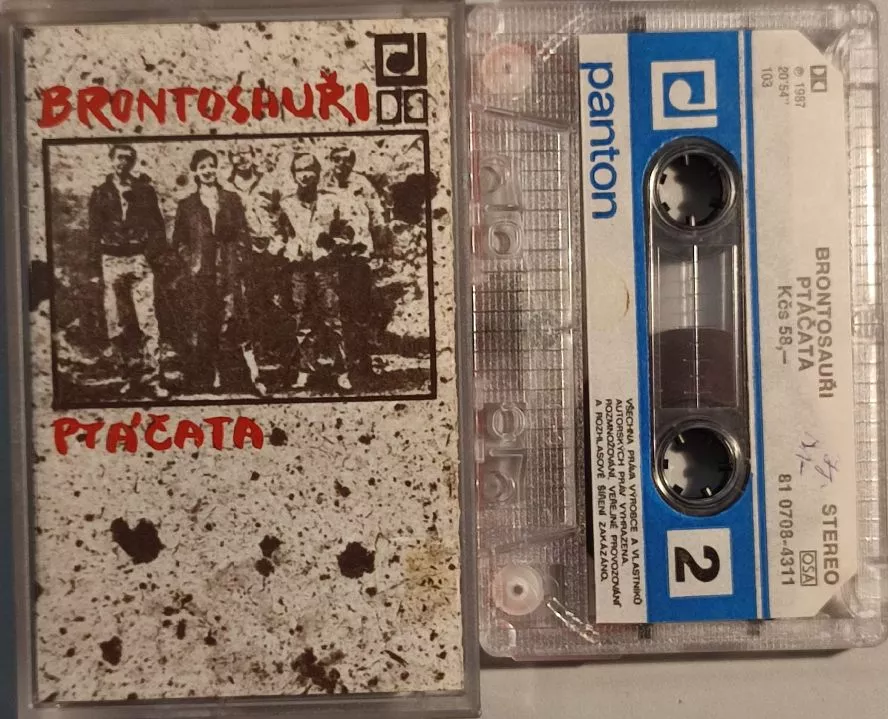 BRONTOSAUŘI
PTÁČATA
panton
℗ 1987
20'54"
103
BRONTOSAUŘI
PTÁČATA
Kčs 58,–
STEREO
OSA
81 0708-4311
2
VŠECHNA PRÁVA VÝROBCE A VLASTNÍKŮ
AUTORSKÝCH PRÁV VYHRAZENA.
ROZMNOŽOVÁNÍ, VEŘEJNÉ PROVOZOVÁNÍ
A ROZHLASOVÉ ŠÍŘENÍ ZAKÁZÁNO.